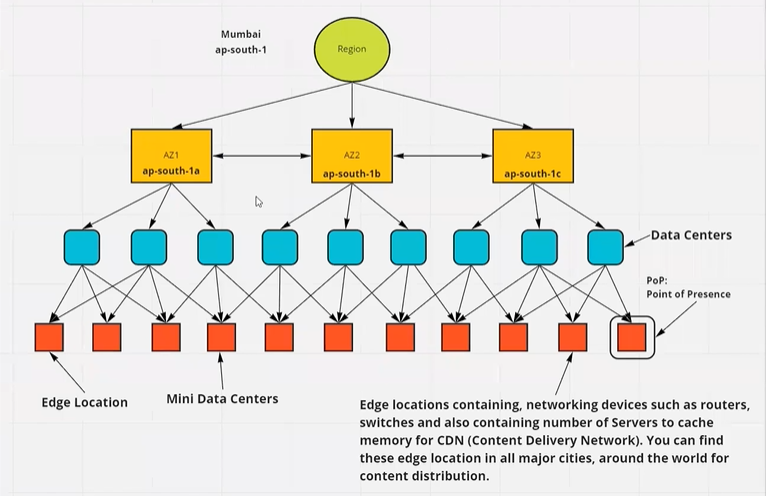 Mumbai
ap-south-1
Region
AZ1
ap-south-1a
AZ2
ap-south-1b
AZ3
ap-south-1c
Data Centers
PoP:
Point of Presence
Edge Location
Mini Data Centers
Edge locations containing, networking devices such as routers,
switches and also containing number of Servers to cache
memory for CDN (Content Delivery Network). You can find
these edge location in all major cities, around the world for
content distribution.